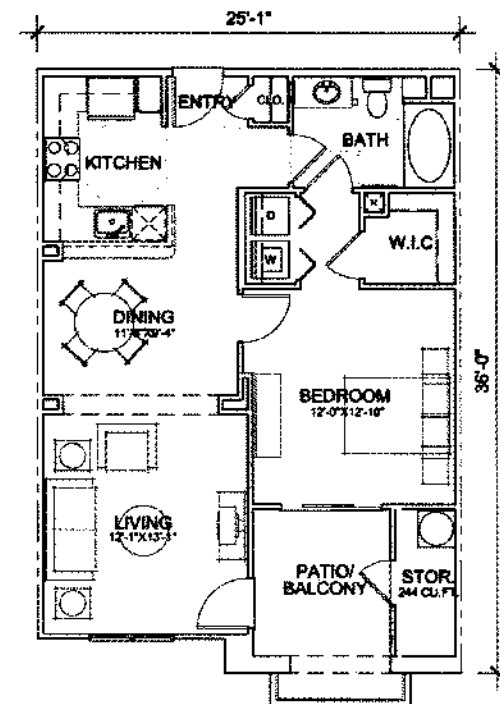 25'-1"
ENTRY
CLO.
BATH
KITCHEN
D
W
W.I.C
DINING
36'-0"
BEDROOM
12'-0"X12'-10"
LIVING
PATIO/
BALCONY
STOR.
244 CU.FT.